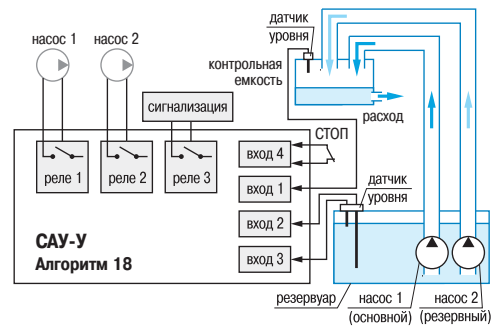 насос 1
насос 2
датчик
уровня
контрольная
емкость
расход
сигнализация
СТОП
реле 1
реле 2
реле 3
вход 4
вход 1
вход 2
вход 3
датчик
уровня
САУ-У
Алгоритм 18
резервуар
насос 1
(основной)
насос 2
(резервный)